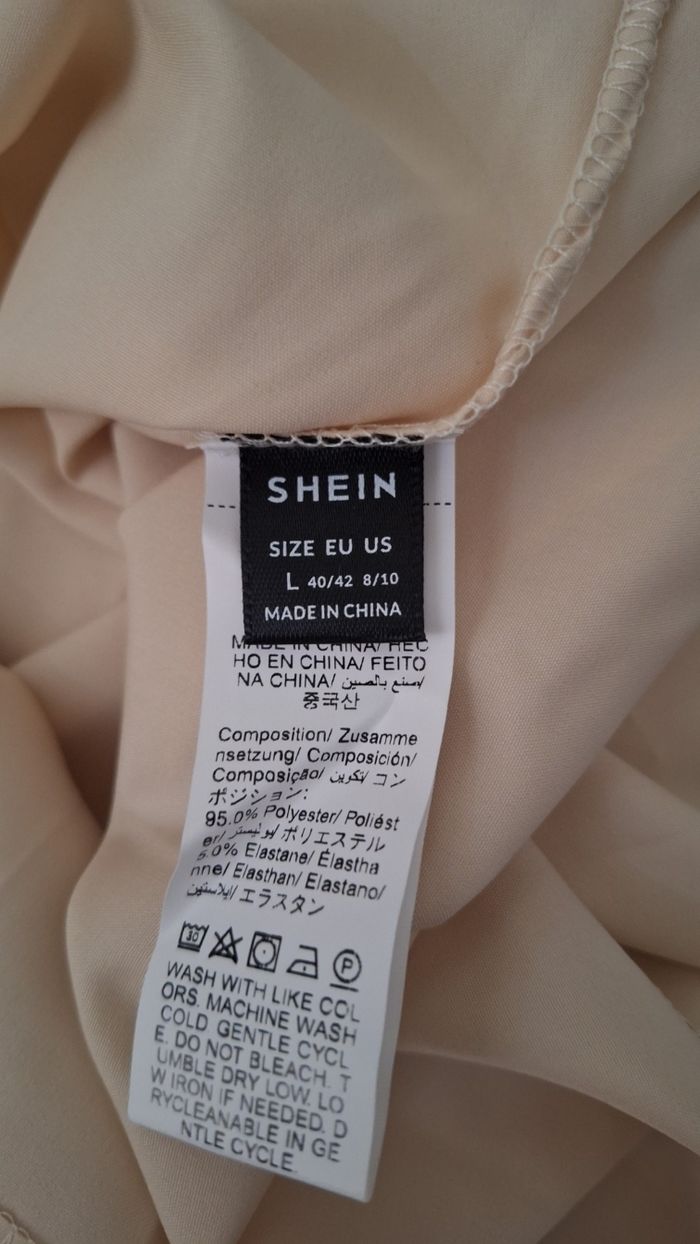 SHEIN
SIZE EU US
L 40/42 8/10
MADE IN CHINA
MADE IN CHINA/ HEC
HO EN CHINA/ FEITO
NA CHINA/ صنع بالصين/
중국산
Composition/ Zusamme
nsetzung/ Composición/
Composição/ تكوين/ コン
ポジション:
95.0% Polyester/ Poliést
er/ بوليستر/ ポリエステル
5.0% Elastane/ Élastha
nne/ Elasthan/ Elastano/
إيلاستين/ エラスタン
30 P
WASH WITH LIKE COL
ORS. MACHINE WASH
COLD GENTLE CYCL
E. DO NOT BLEACH. T
UMBLE DRY LOW. LO
W IRON IF NEEDED. D
RYCLEANABLE IN GE
NTLE CYCLE.